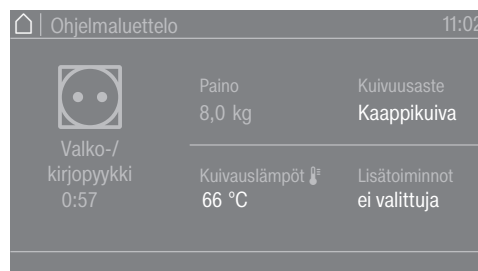 Ohjelmaluettelo 11:02
Valko-/
kirjopyykki
0:57
Paino
8,0 kg
Kuivuusaste
Kaappikuiva
Kuivauslämpöt
66 °C
Lisätoiminnot
ei valittuja